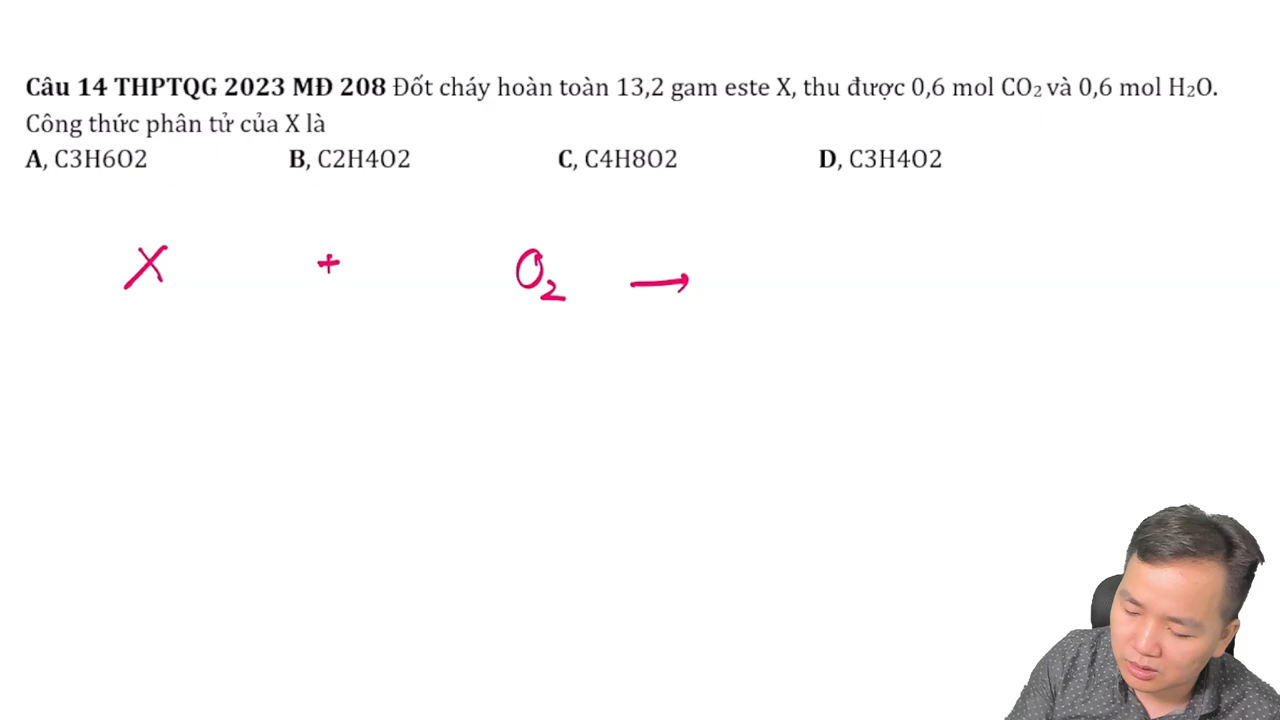 Câu 14 THPTQG 2023 MĐ 208 Đốt cháy hoàn toàn 13,2 gam este X, thu được 0,6 mol CO₂ và 0,6 mol H₂O.
Công thức phân tử của X là
A, C3H6O2 B, C2H4O2 C, C4H8O2 D, C3H4O2
X + O₂ →